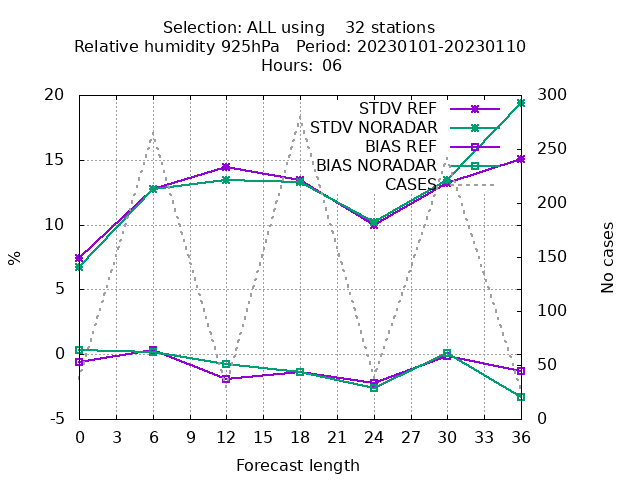 Selection: ALL using    32 stations
Relative humidity 925hPa   Period: 20230101-20230110
Hours: 06
STDV REF
STDV NORADAR
BIAS REF
BIAS NORADAR
CASES
20
15
10
5
0
-5
%
300
250
200
150
100
50
0
No cases
0 3 6 9 12 15 18 21 24 27 30 33 36
Forecast length